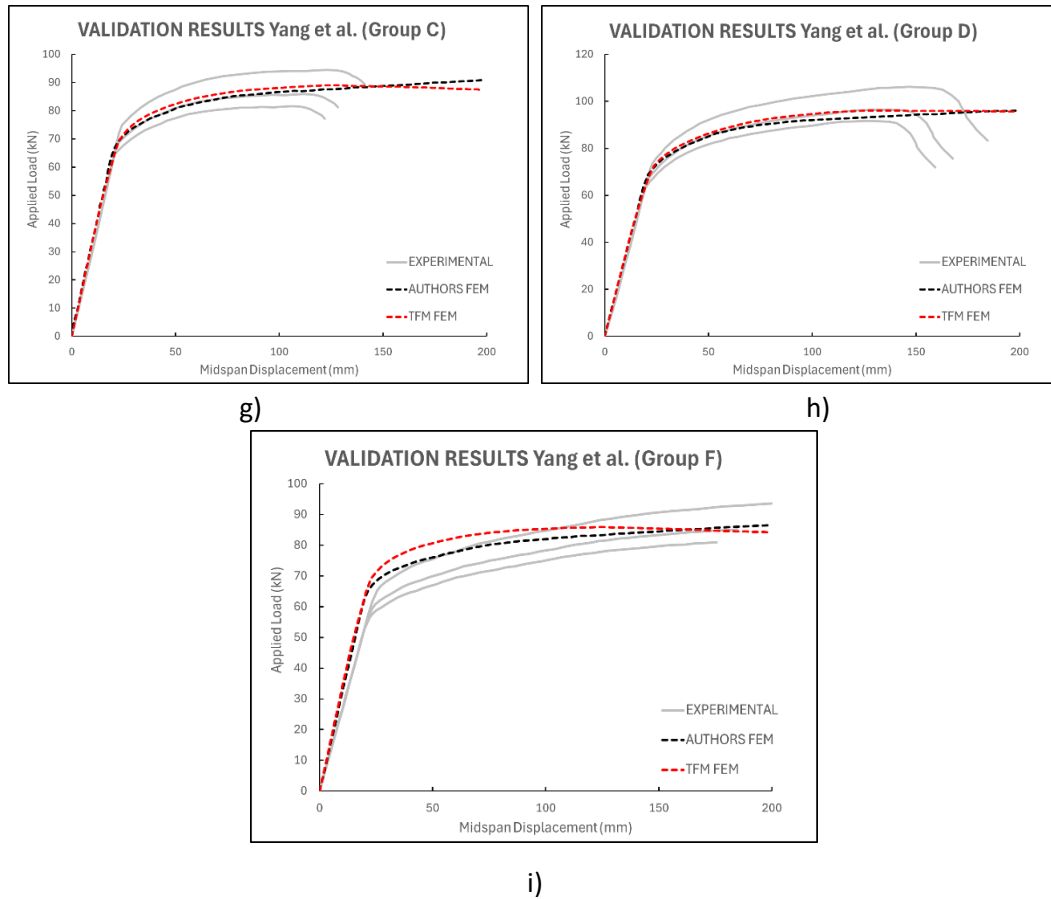 VALIDATION RESULTS Yang et al. (Group C)
Applied Load (kN)
100
90
80
70
60
50
40
30
20
10
0
0 50 100 150 200
Midspan Displacement (mm)
EXPERIMENTAL
AUTHORS FEM
TFM FEM
g)
VALIDATION RESULTS Yang et al. (Group D)
Applied Load (kN)
120
100
80
60
40
20
0
0 50 100 150 200
Midspan Displacement (mm)
EXPERIMENTAL
AUTHORS FEM
TFM FEM
h)
VALIDATION RESULTS Yang et al. (Group F)
Applied Load (kN)
100
90
80
70
60
50
40
30
20
10
0
0 50 100 150 200
Midspan Displacement (mm)
EXPERIMENTAL
AUTHORS FEM
TFM FEM
i)